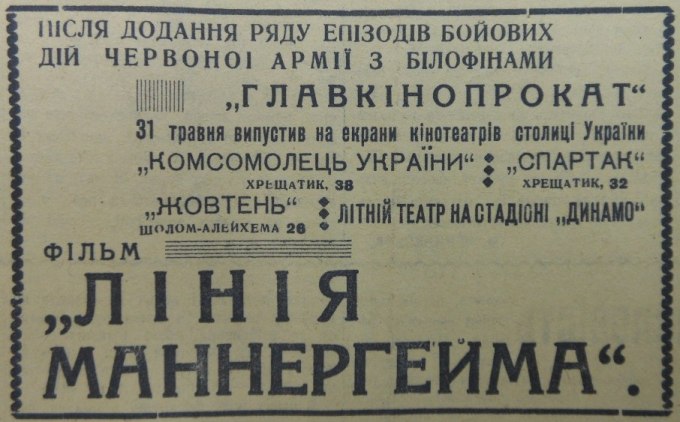 ПІСЛЯ ДОДАННЯ РЯДУ ЕПІЗОДІВ БОЙОВИХ
ДІЙ ЧЕРВОНОЇ АРМІЇ З БІЛОФІНАМИ
„ГЛАВКІНОПРОКАТ“
31 травня випустив на екрани кінотеатрів столиці України
„КОМСОМОЛЕЦЬ УКРАЇНИ“ „СПАРТАК“
ХРЕЩАТИК, 38 ХРЕЩАТИК, 32
„ЖОВТЕНЬ“ ЛІТНІЙ ТЕАТР НА СТАДІОНІ „ДИНАМО“
ШОЛОМ-АЛЕЙХЕМА 26
ФІЛЬМ
„ЛІНІЯ
МАННЕРГЕЙМА“.